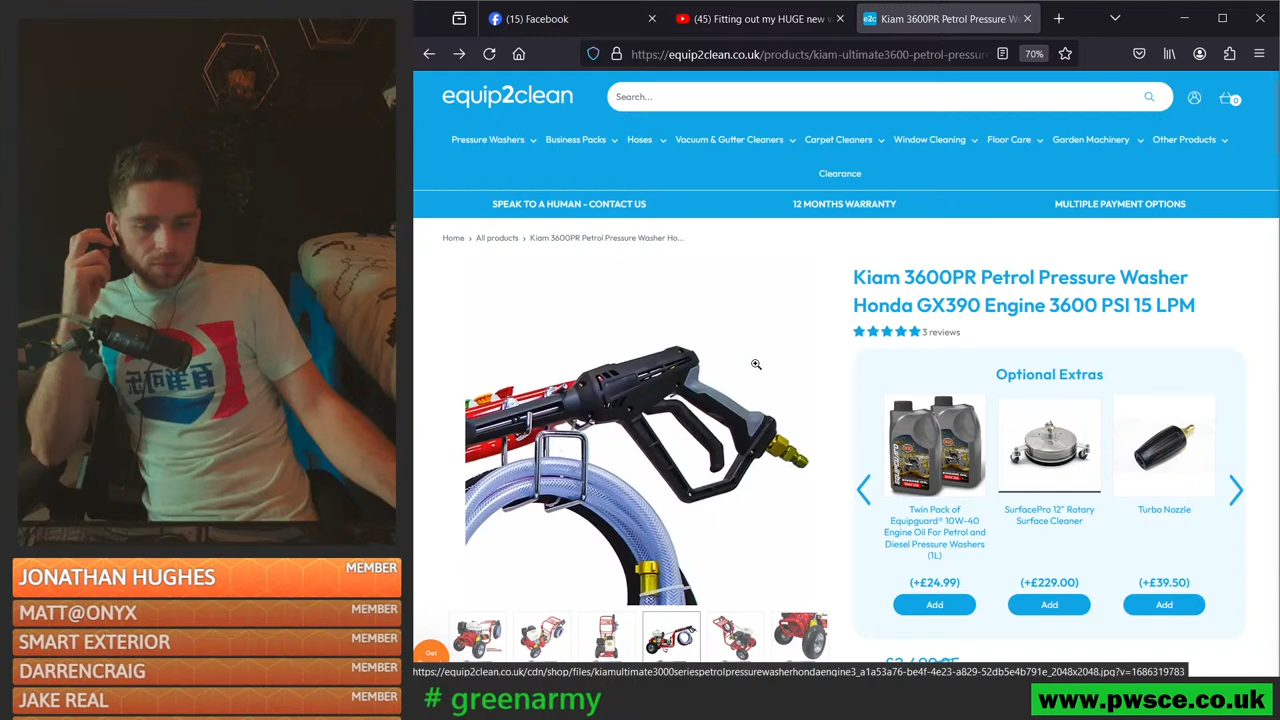 (15) Facebook
(45) Fitting out my HUGE new v
Kiam 3600PR Petrol Pressure W
https://equip2clean.co.uk/products/kiam-ultimate3600-petrol-pressur
70%
equip2clean
Search...
0
Pressure Washers
Business Packs
Hoses
Vacuum & Gutter Cleaners
Carpet Cleaners
Window Cleaning
Floor Care
Garden Machinery
Other Products
Clearance
SPEAK TO A HUMAN - CONTACT US
12 MONTHS WARRANTY
MULTIPLE PAYMENT OPTIONS
Home › All products › Kiam 3600PR Petrol Pressure Washer Ho...
Kiam 3600PR Petrol Pressure Washer
Honda GX390 Engine 3600 PSI 15 LPM
3 reviews
Optional Extras
Twin Pack of
Equipguard® 10W-40
Engine Oil For Petrol and
Diesel Pressure Washers
(1L)
(+£24.99)
Add
SurfacePro 12" Rotary
Surface Cleaner
(+£229.00)
Add
Turbo Nozzle
(+£39.50)
Add
Get
https://equip2clean.co.uk/cdn/shop/files/kiamultimate3000seriespetrolpressurewasherhondaengine3_a1a53a76-be4f-4e23-a829-52db5e4b791e_2048x2048.jpg?v=1686319783
JONATHAN HUGHES MEMBER
MATT@ONYX MEMBER
SMART EXTERIOR MEMBER
DARRENCRAIG MEMBER
JAKE REAL MEMBER
# greenarmy
www.pwsce.co.uk